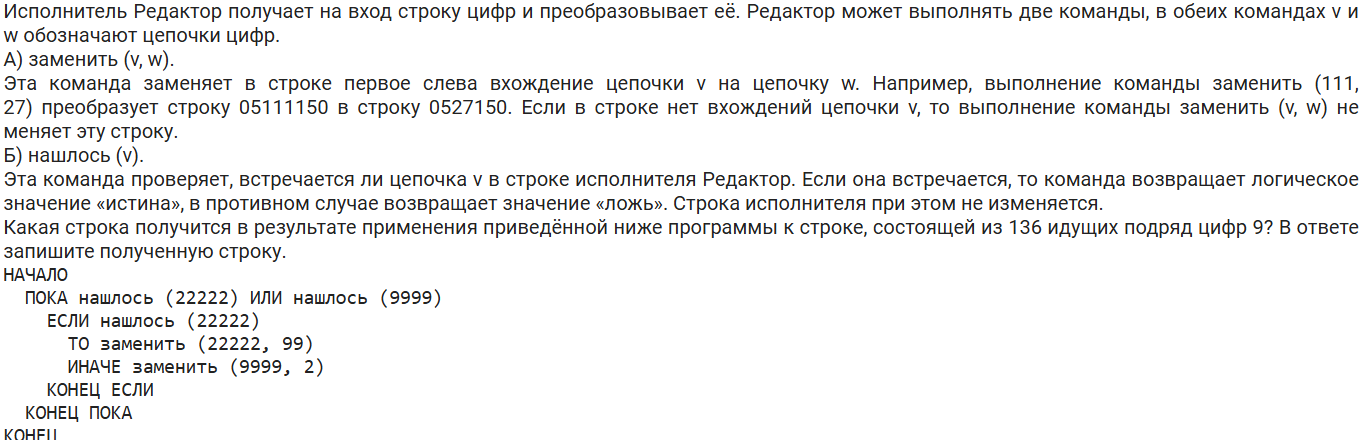 Исполнитель Редактор получает на вход строку цифр и преобразовывает её. Редактор может выполнять две команды, в обеих командах v и
w обозначают цепочки цифр.
А) заменить (v, w).
Эта команда заменяет в строке первое слева вхождение цепочки v на цепочку w. Например, выполнение команды заменить (111,
27) преобразует строку 05111150 в строку 0527150. Если в строке нет вхождений цепочки v, то выполнение команды заменить (v, w) не
меняет эту строку.
Б) нашлось (v).
Эта команда проверяет, встречается ли цепочка v в строке исполнителя Редактор. Если она встречается, то команда возвращает логическое
значение «истина», в противном случае возвращает значение «ложь». Строка исполнителя при этом не изменяется.
Какая строка получится в результате применения приведённой ниже программы к строке, состоящей из 136 идущих подряд цифр 9? В ответе
запишите полученную строку.
НАЧАЛО
ПОКА нашлось (22222) ИЛИ нашлось (9999)
ЕСЛИ нашлось (22222)
ТО заменить (22222, 99)
ИНАЧЕ заменить (9999, 2)
КОНЕЦ ЕСЛИ
КОНЕЦ ПОКА
КОНЕЦ